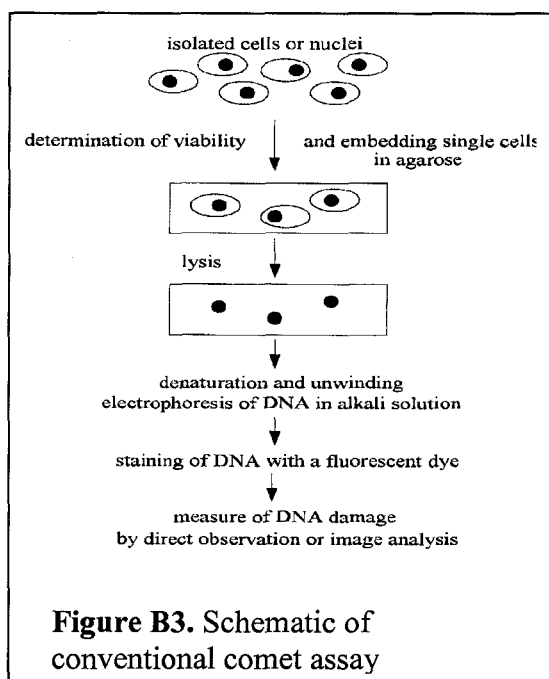 isolated cells or nuclei
determination of viability and embedding single cells
in agarose
lysis
denaturation and unwinding
electrophoresis of DNA in alkali solution
staining of DNA with a fluorescent dye
measure of DNA damage
by direct observation or image analysis
Figure B3. Schematic of
conventional comet assay